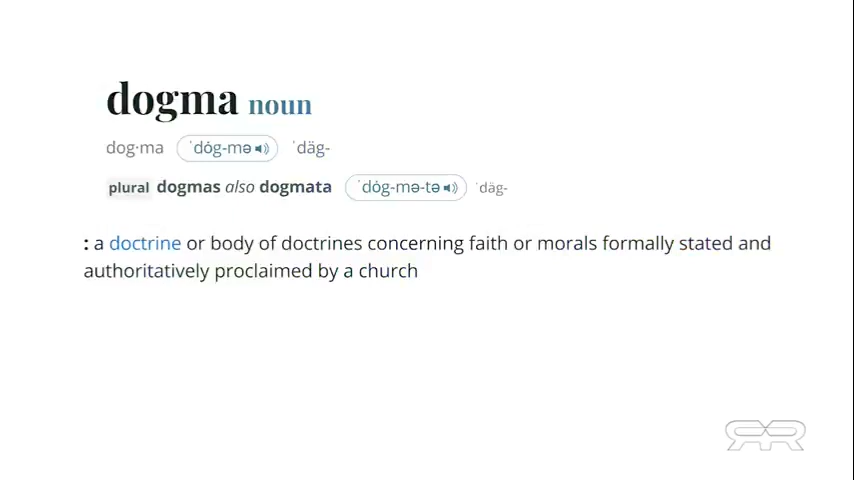 dogma noun
dog·ma ˈdȯg-mə ˈdäg-
plural dogmas also dogmata ˈdȯg-mə-tə ˈdäg-
: a doctrine or body of doctrines concerning faith or morals formally stated and
authoritatively proclaimed by a church